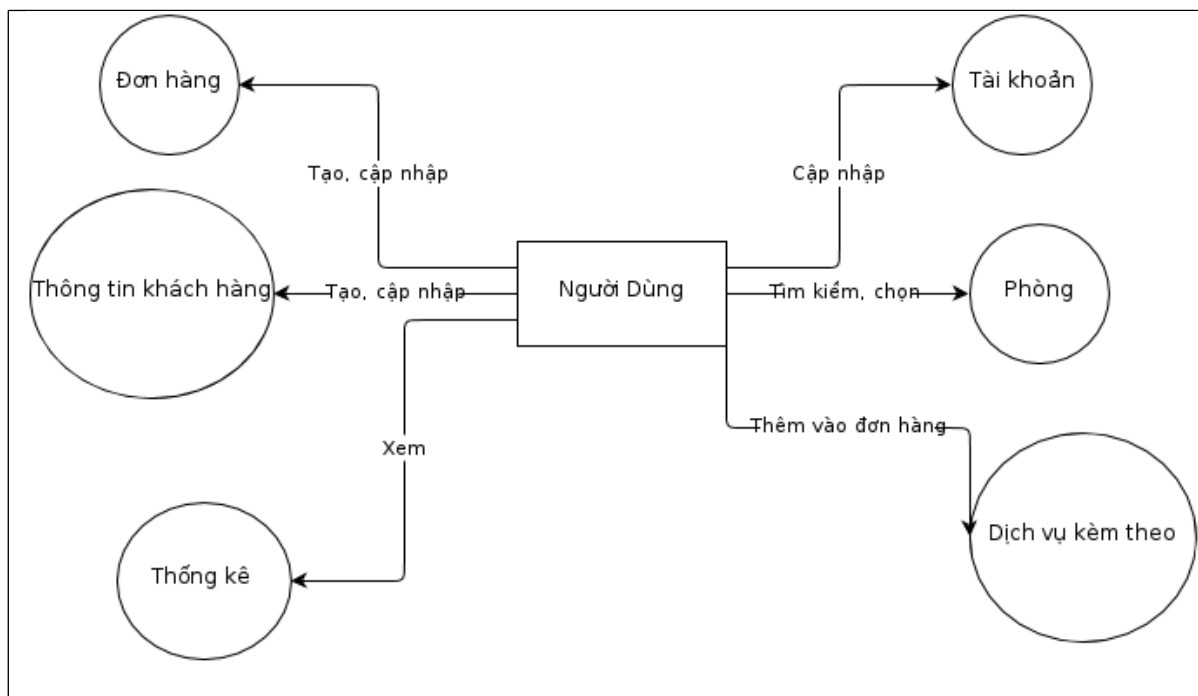 Đơn hàng
Tài khoản
Tạo, cập nhập
Cập nhập
Thông tin khách hàng
Tạo, cập nhập
Người Dùng
Tìm kiếm, chọn
Phòng
Thêm vào đơn hàng
Xem
Dịch vụ kèm theo
Thống kê